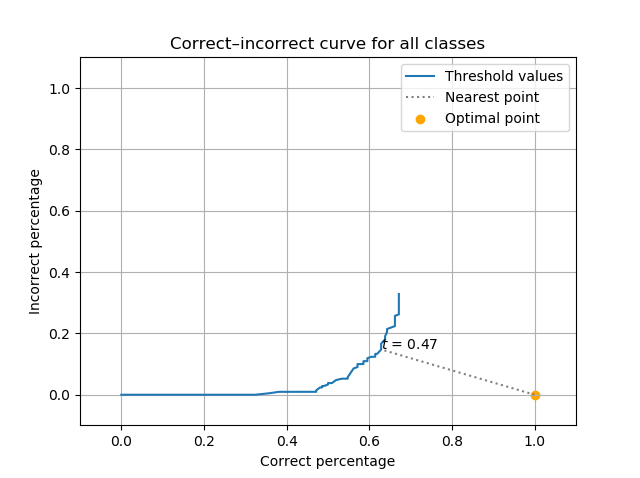 Correct–incorrect curve for all classes
Threshold values
Nearest point
Optimal point
Incorrect percentage
1.0
0.8
0.6
0.4
0.2
0.0
t = 0.47
0.0 0.2 0.4 0.6 0.8 1.0
Correct percentage